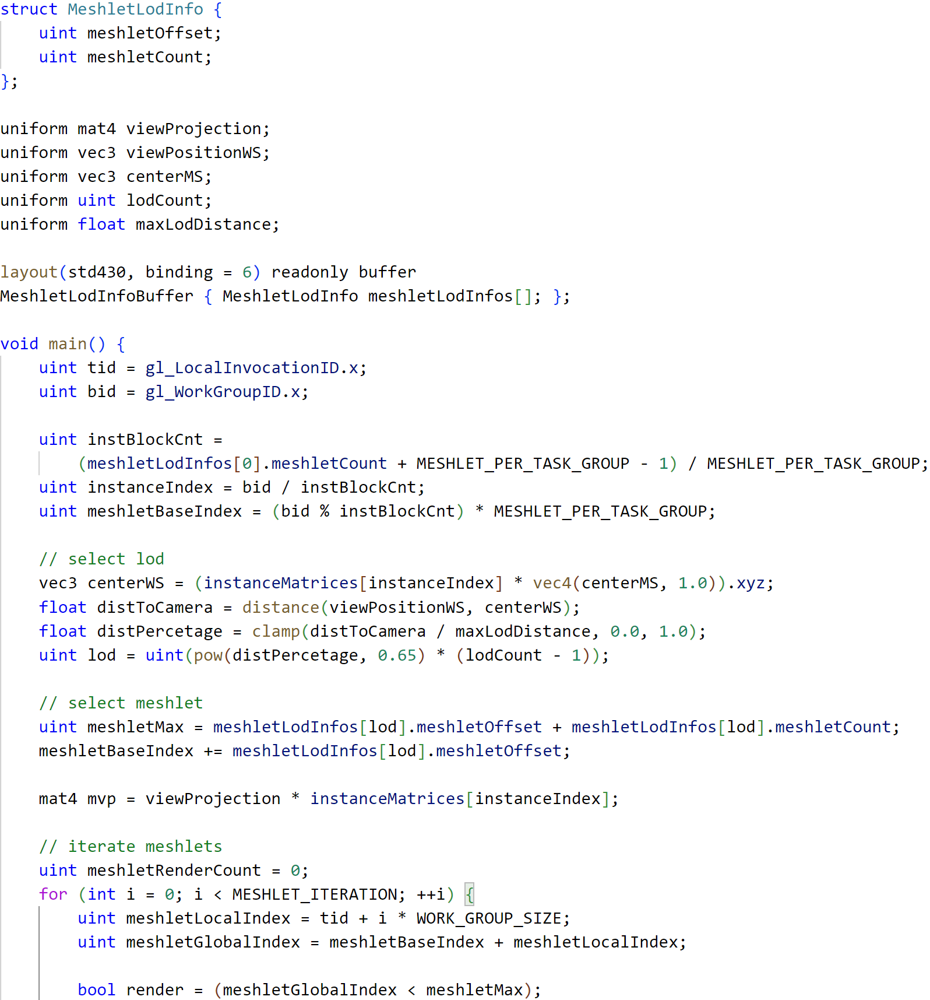 struct MeshletLodInfo {
    uint meshletOffset;
    uint meshletCount;
};

uniform mat4 viewProjection;
uniform vec3 viewPositionWS;
uniform vec3 centerMS;
uniform uint lodCount;
uniform float maxLodDistance;

layout(std430, binding = 6) readonly buffer
MeshletLodInfoBuffer { MeshletLodInfo meshletLodInfos[]; };

void main() {
    uint tid = gl_LocalInvocationID.x;
    uint bid = gl_WorkGroupID.x;

    uint instBlockCnt =
        (meshletLodInfos[0].meshletCount + MESHLET_PER_TASK_GROUP - 1) / MESHLET_PER_TASK_GROUP;
    uint instanceIndex = bid / instBlockCnt;
    uint meshletBaseIndex = (bid % instBlockCnt) * MESHLET_PER_TASK_GROUP;

    // select lod
    vec3 centerWS = (instanceMatrices[instanceIndex] * vec4(centerMS, 1.0)).xyz;
    float distToCamera = distance(viewPositionWS, centerWS);
    float distPercetage = clamp(distToCamera / maxLodDistance, 0.0, 1.0);
    uint lod = uint(pow(distPercetage, 0.65) * (lodCount - 1));

    // select meshlet
    uint meshletMax = meshletLodInfos[lod].meshletOffset + meshletLodInfos[lod].meshletCount;
    meshletBaseIndex += meshletLodInfos[lod].meshletOffset;

    mat4 mvp = viewProjection * instanceMatrices[instanceIndex];

    // iterate meshlets
    uint meshletRenderCount = 0;
    for (int i = 0; i < MESHLET_ITERATION; ++i) {
        uint meshletLocalIndex = tid + i * WORK_GROUP_SIZE;
        uint meshletGlobalIndex = meshletBaseIndex + meshletLocalIndex;

        bool render = (meshletGlobalIndex < meshletMax);